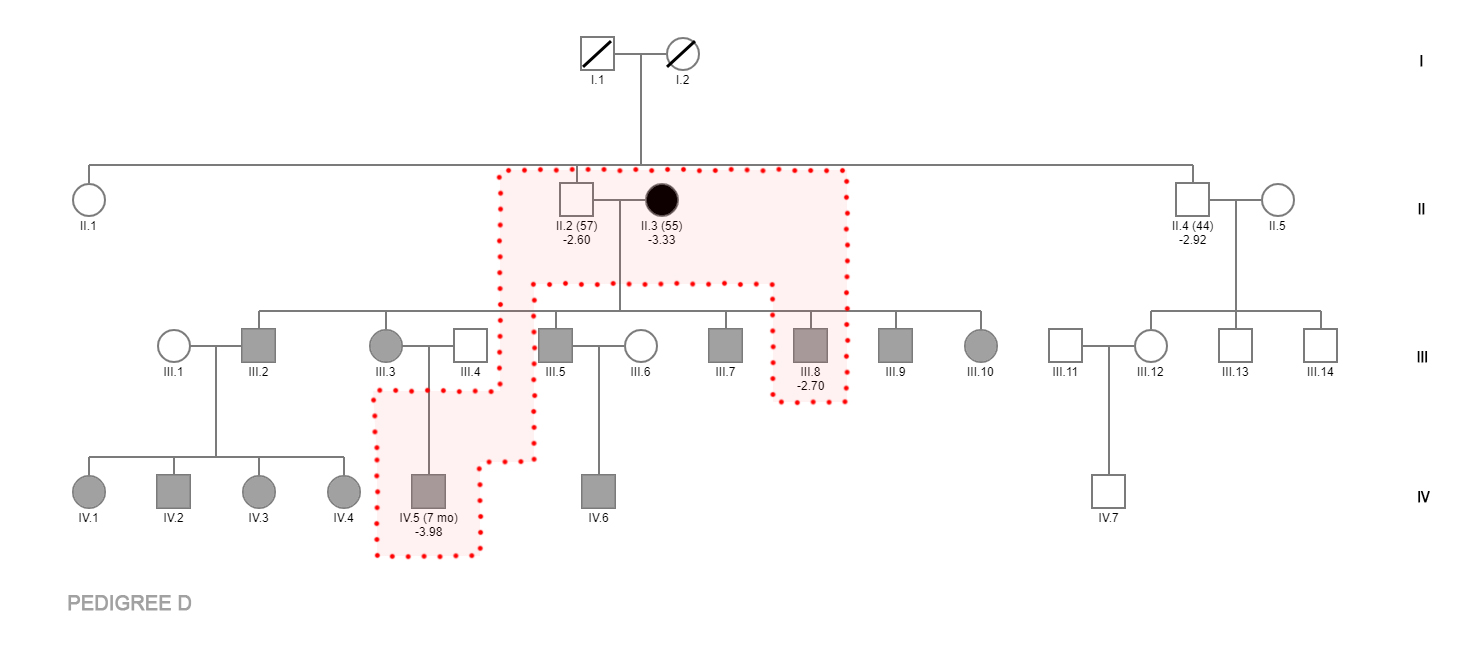 I.1
I.2
I
II.1
II.2 (57)
-2.60
II.3 (55)
-3.33
II.4 (44)
-2.92
II.5
II
III.1
III.2
III.3
III.4
III.5
III.6
III.7
III.8
-2.70
III.9
III.10
III.11
III.12
III.13
III.14
III
IV.1
IV.2
IV.3
IV.4
IV.5 (7 mo)
-3.98
IV.6
IV.7
IV
PEDIGREE D